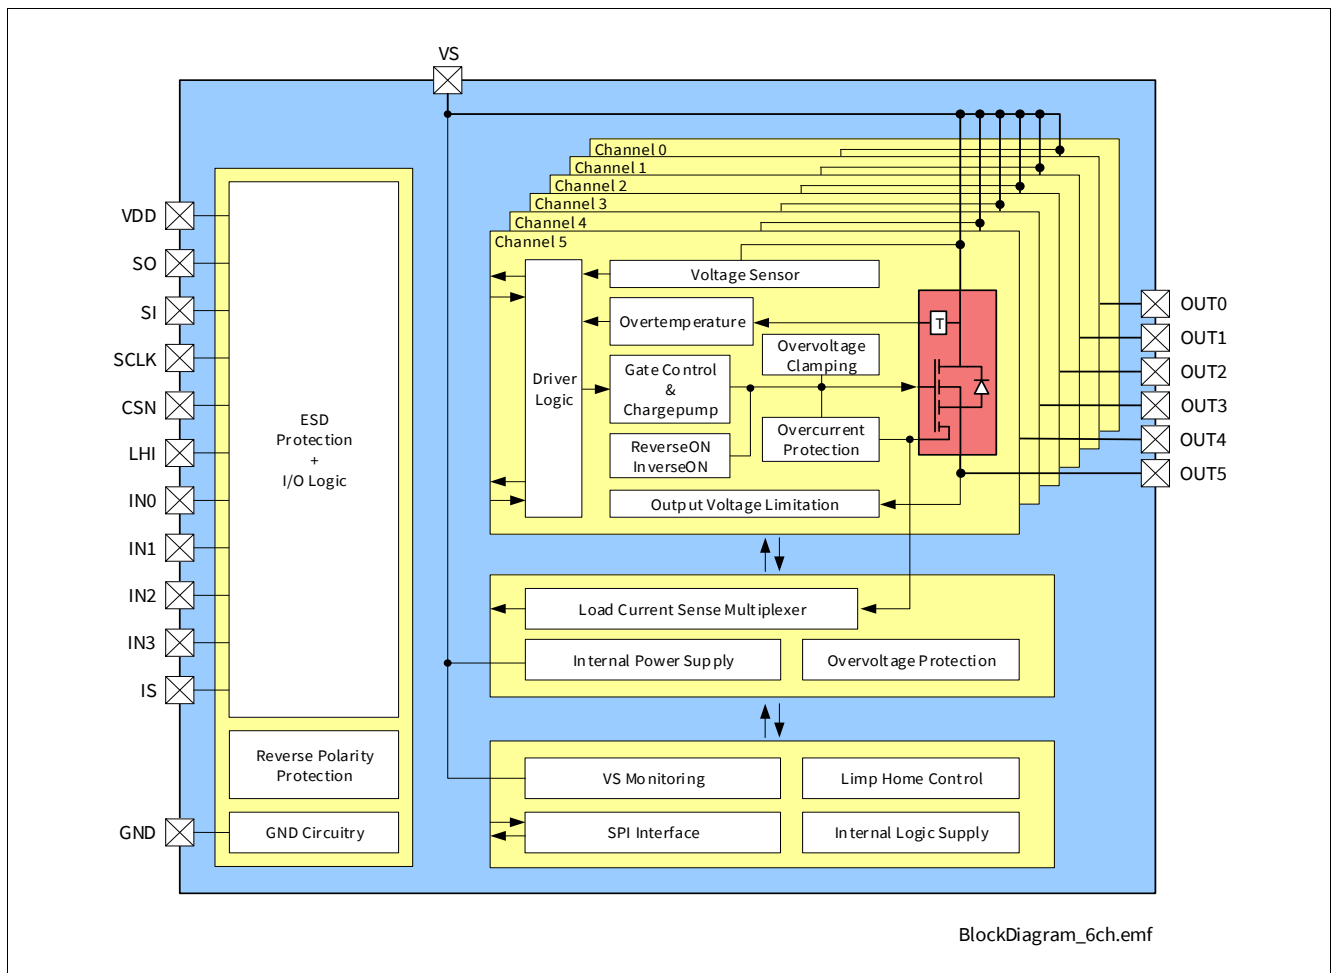 VS
Channel 0
Channel 1
Channel 2
Channel 3
Channel 4
Channel 5
VDD
SO
SI
SCLK
CSN
LHI
IN0
IN1
IN2
IN3
IS
GND
ESD
Protection
+
I/O Logic
Reverse Polarity
Protection
GND Circuitry
Driver
Logic
Voltage Sensor
Overtemperature
T
Overvoltage
Clamping
Gate Control
&
Chargepump
Overcurrent
Protection
ReverseON
InverseON
Output Voltage Limitation
OUT0
OUT1
OUT2
OUT3
OUT4
OUT5
Load Current Sense Multiplexer
Internal Power Supply
Overvoltage Protection
VS Monitoring
Limp Home Control
SPI Interface
Internal Logic Supply
BlockDiagram_6ch.emf